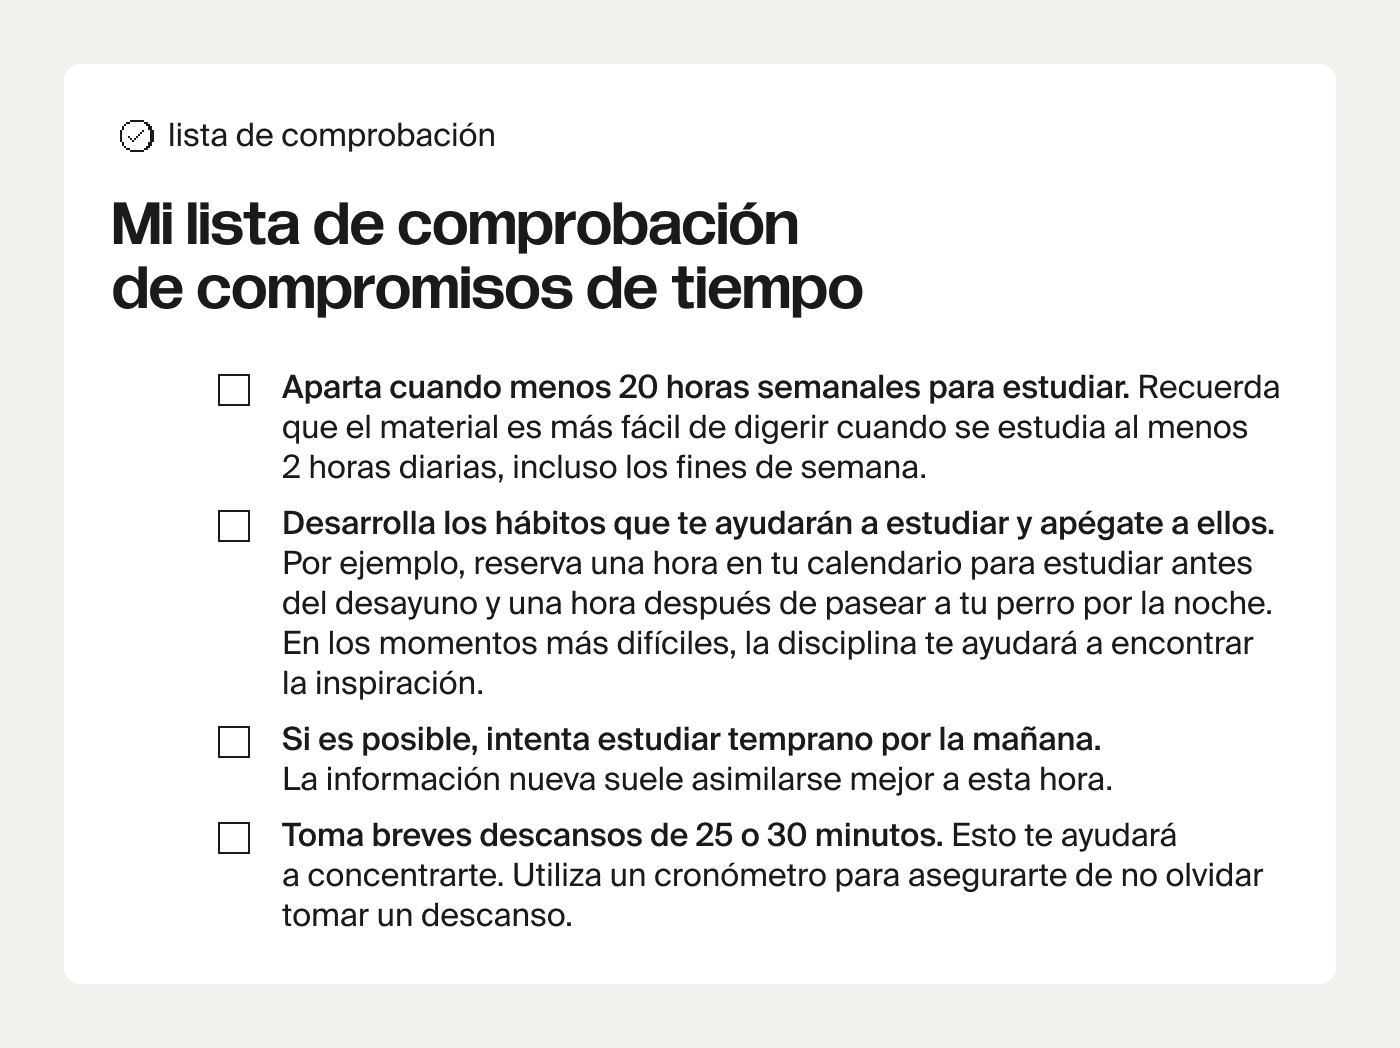 lista de comprobación
Mi lista de comprobación
de compromisos de tiempo
Aparta cuando menos 20 horas semanales para estudiar. Recuerda
que el material es más fácil de digerir cuando se estudia al menos
2 horas diarias, incluso los fines de semana.
Desarrolla los hábitos que te ayudarán a estudiar y apégate a ellos.
Por ejemplo, reserva una hora en tu calendario para estudiar antes
del desayuno y una hora después de pasear a tu perro por la noche.
En los momentos más difíciles, la disciplina te ayudará a encontrar
la inspiración.
Si es posible, intenta estudiar temprano por la mañana.
La información nueva suele asimilarse mejor a esta hora.
Toma breves descansos de 25 o 30 minutos. Esto te ayudará
a concentrarte. Utiliza un cronómetro para asegurarte de no olvidar
tomar un descanso.